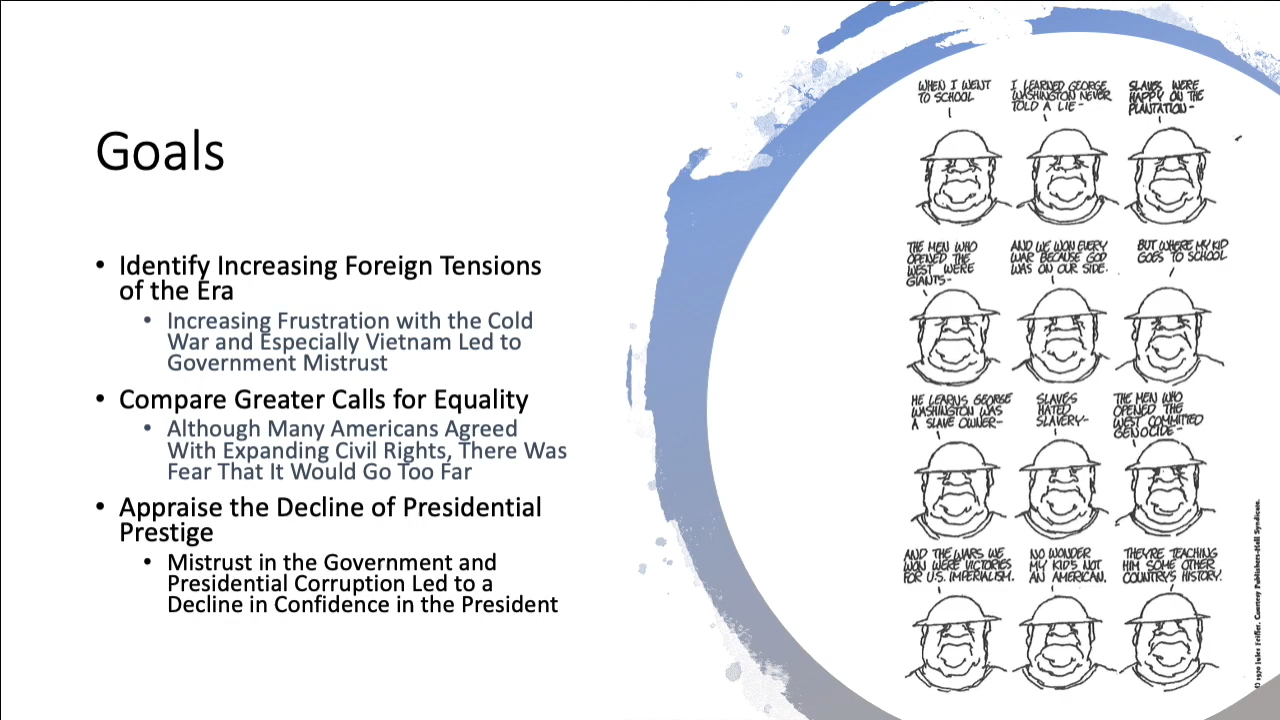 Goals
• Identify Increasing Foreign Tensions
of the Era
• Increasing Frustration with the Cold
War and Especially Vietnam Led to
Government Mistrust
• Compare Greater Calls for Equality
• Although Many Americans Agreed
With Expanding Civil Rights, There Was
Fear That It Would Go Too Far
• Appraise the Decline of Presidential
Prestige
• Mistrust in the Government and
Presidential Corruption Led to a
Decline in Confidence in the President
WHEN I WENT
TO SCHOOL
I LEARNED GEORGE
WASHINGTON NEVER
TOLD A LIE-
SLAVES WERE
HAPPY ON THE
PLANTATION-
THE MEN WHO
OPENED THE
WEST WERE
GIANTS-
AND WE WON EVERY
WAR BECAUSE GOD
WAS ON OUR SIDE.
BUT WHERE MY KID
GOES TO SCHOOL
HE LEARNS GEORGE
WASHINGTON WAS
A SLAVE OWNER-
SLAVES
HATED
SLAVERY-
THE MEN WHO
OPENED THE
WEST COMMITTED
GENOCIDE-
AND THE WARS WE
WON WERE VICTORIES
FOR U.S. IMPERIALISM.
NO WONDER
MY KID'S NOT
AN AMERICAN.
THEY'RE TEACHING
HIM SOME OTHER
COUNTRY'S HISTORY.
© 1970 Jules Feiffer. Courtesy Publishers-Hall Syndicate.